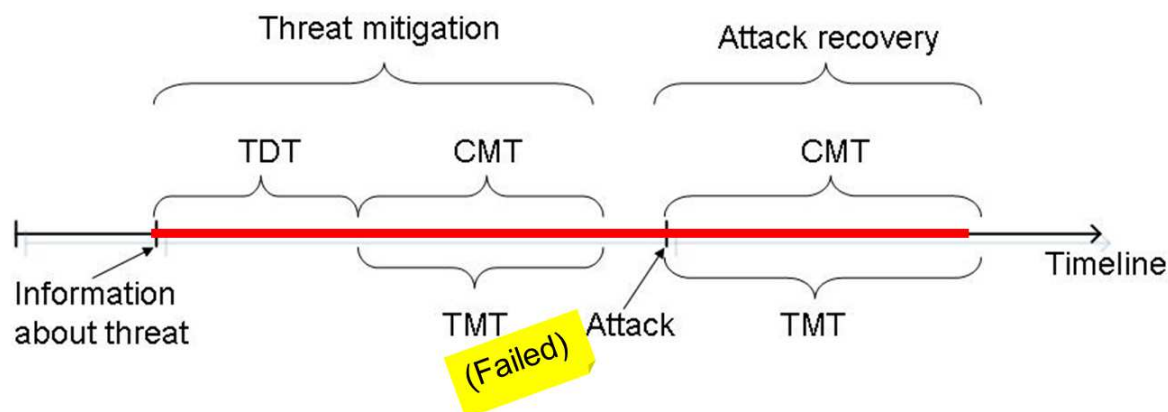 Threat mitigation
Attack recovery
TDT
CMT
CMT
Timeline
Information
about threat
TMT
(Failed)
Attack
TMT